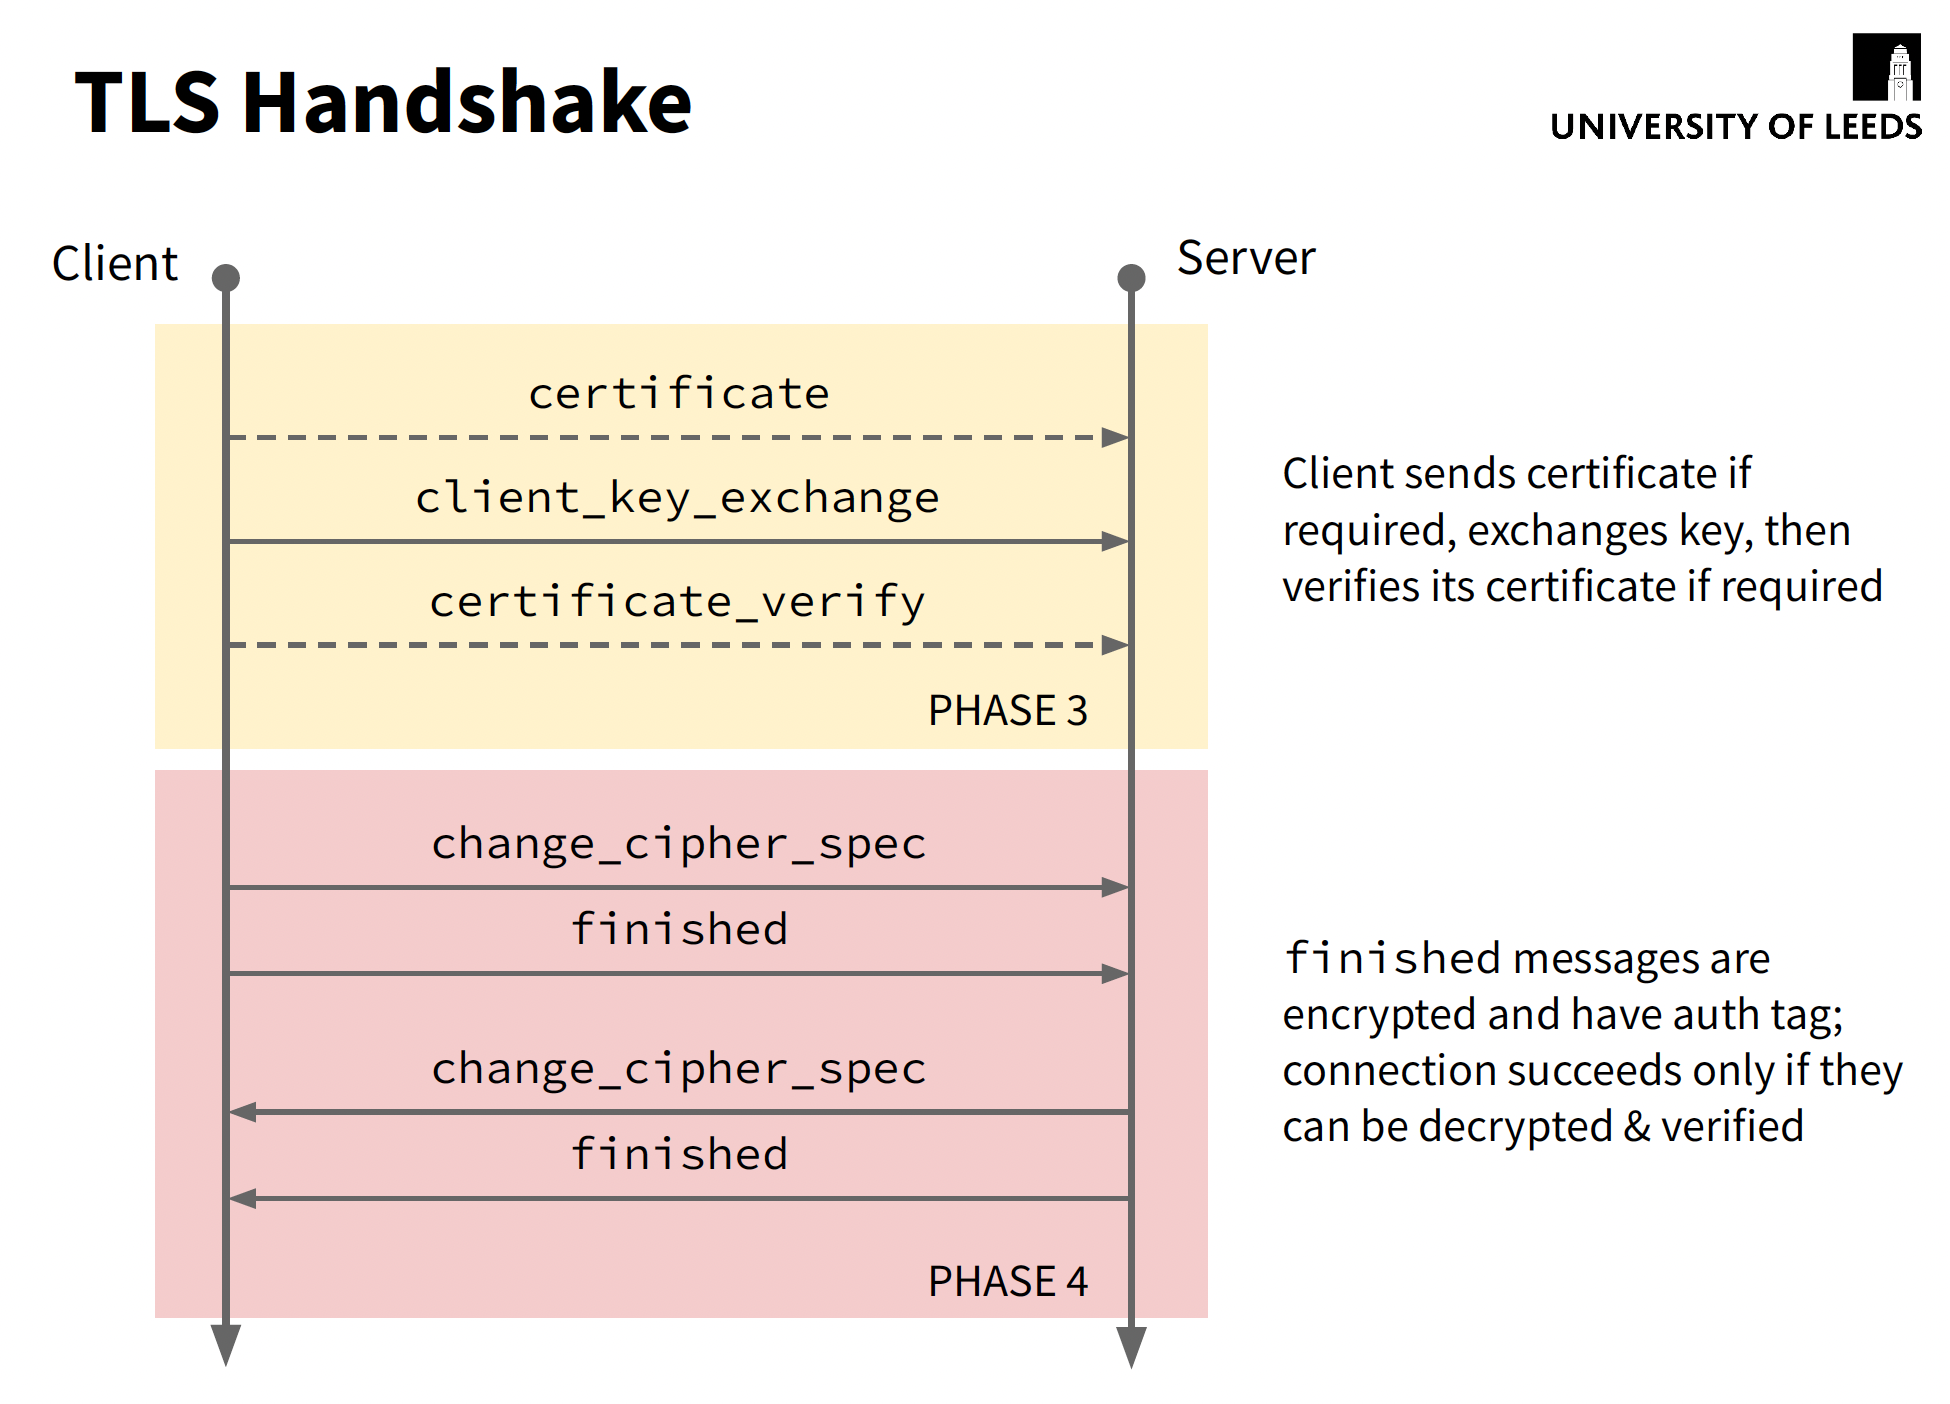 TLS Handshake
UNIVERSITY OF LEEDS
Client
Server
certificate
client_key_exchange
certificate_verify
PHASE 3
Client sends certificate if
required, exchanges key, then
verifies its certificate if required
change_cipher_spec
finished
change_cipher_spec
finished
PHASE 4
finished messages are
encrypted and have auth tag;
connection succeeds only if they
can be decrypted & verified